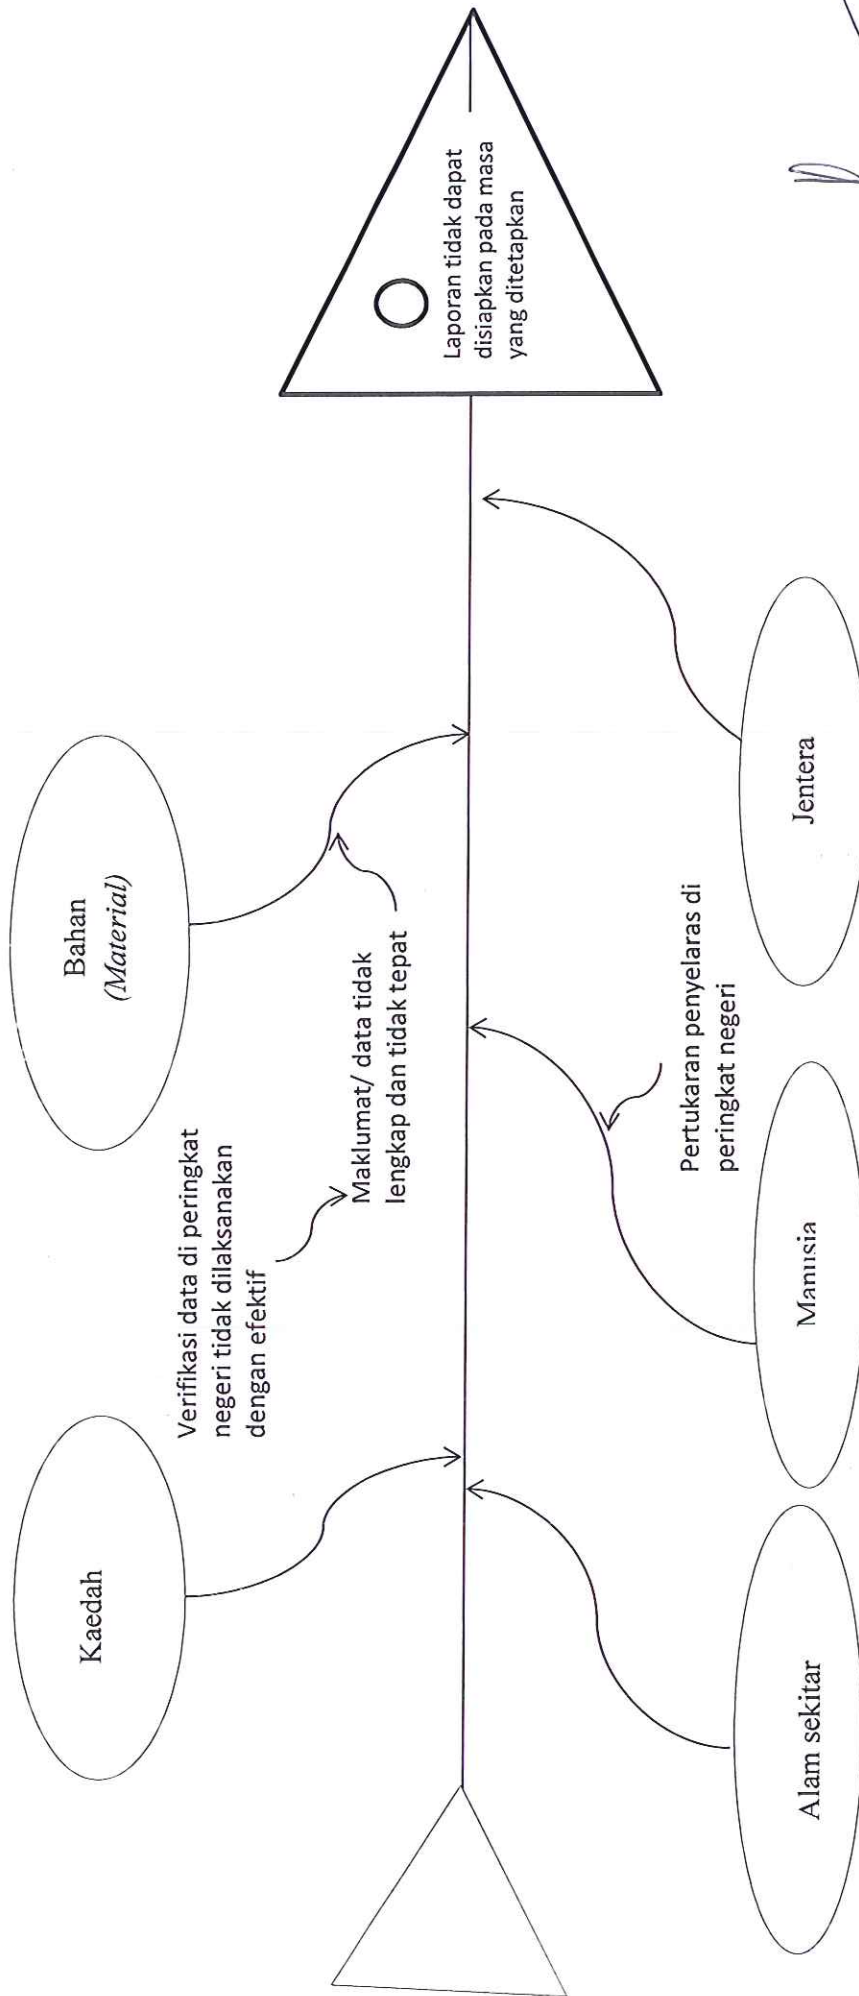 Kaedah
Bahan
(Material)
Verifikasi data di peringkat
negeri tidak dilaksanakan
dengan efektif
Maklumat/ data tidak
lengkap dan tidak tepat
Laporan tidak dapat
disiapkan pada masa
yang ditetapkan
Pertukaran penyelaras di
peringkat negeri
Alam sekitar
Manusia
Jentera